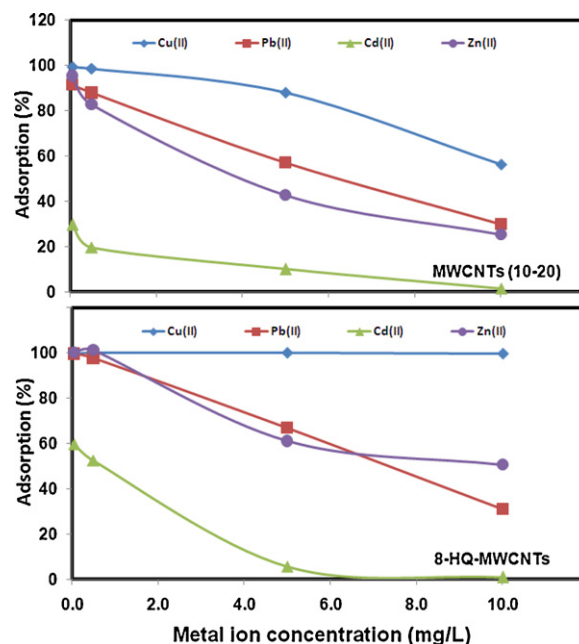 120
Cu(II) Pb(II) Cd(II) Zn(II)
100
80
60
40
20
0
Adsorption (%)
MWCNTs (10-20)
Cu(II) Pb(II) Cd(II) Zn(II)
100
80
60
40
20
0
Adsorption (%)
8-HQ-MWCNTs
0.0 2.0 4.0 6.0 8.0 10.0
Metal ion concentration (mg/L)